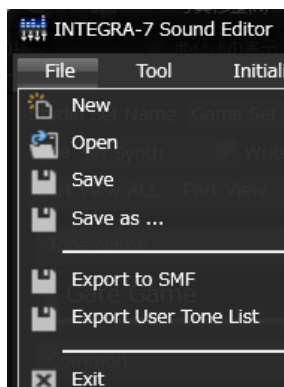 INTEGRA-7 Sound Editor
File Tool Initiali
New
Open
Save
Save as ...
Export to SMF
Export User Tone List
Exit